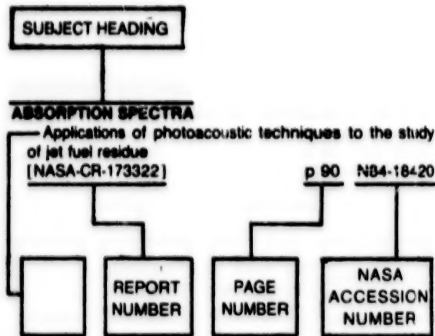 SUBJECT HEADING
ABSORPTION SPECTRA
Applications of photoacoustic techniques to the study
of jet fuel residue
[NASA-CR-173322] p 90 N84-18420
REPORT NUMBER
PAGE NUMBER
NASA ACCESSION NUMBER